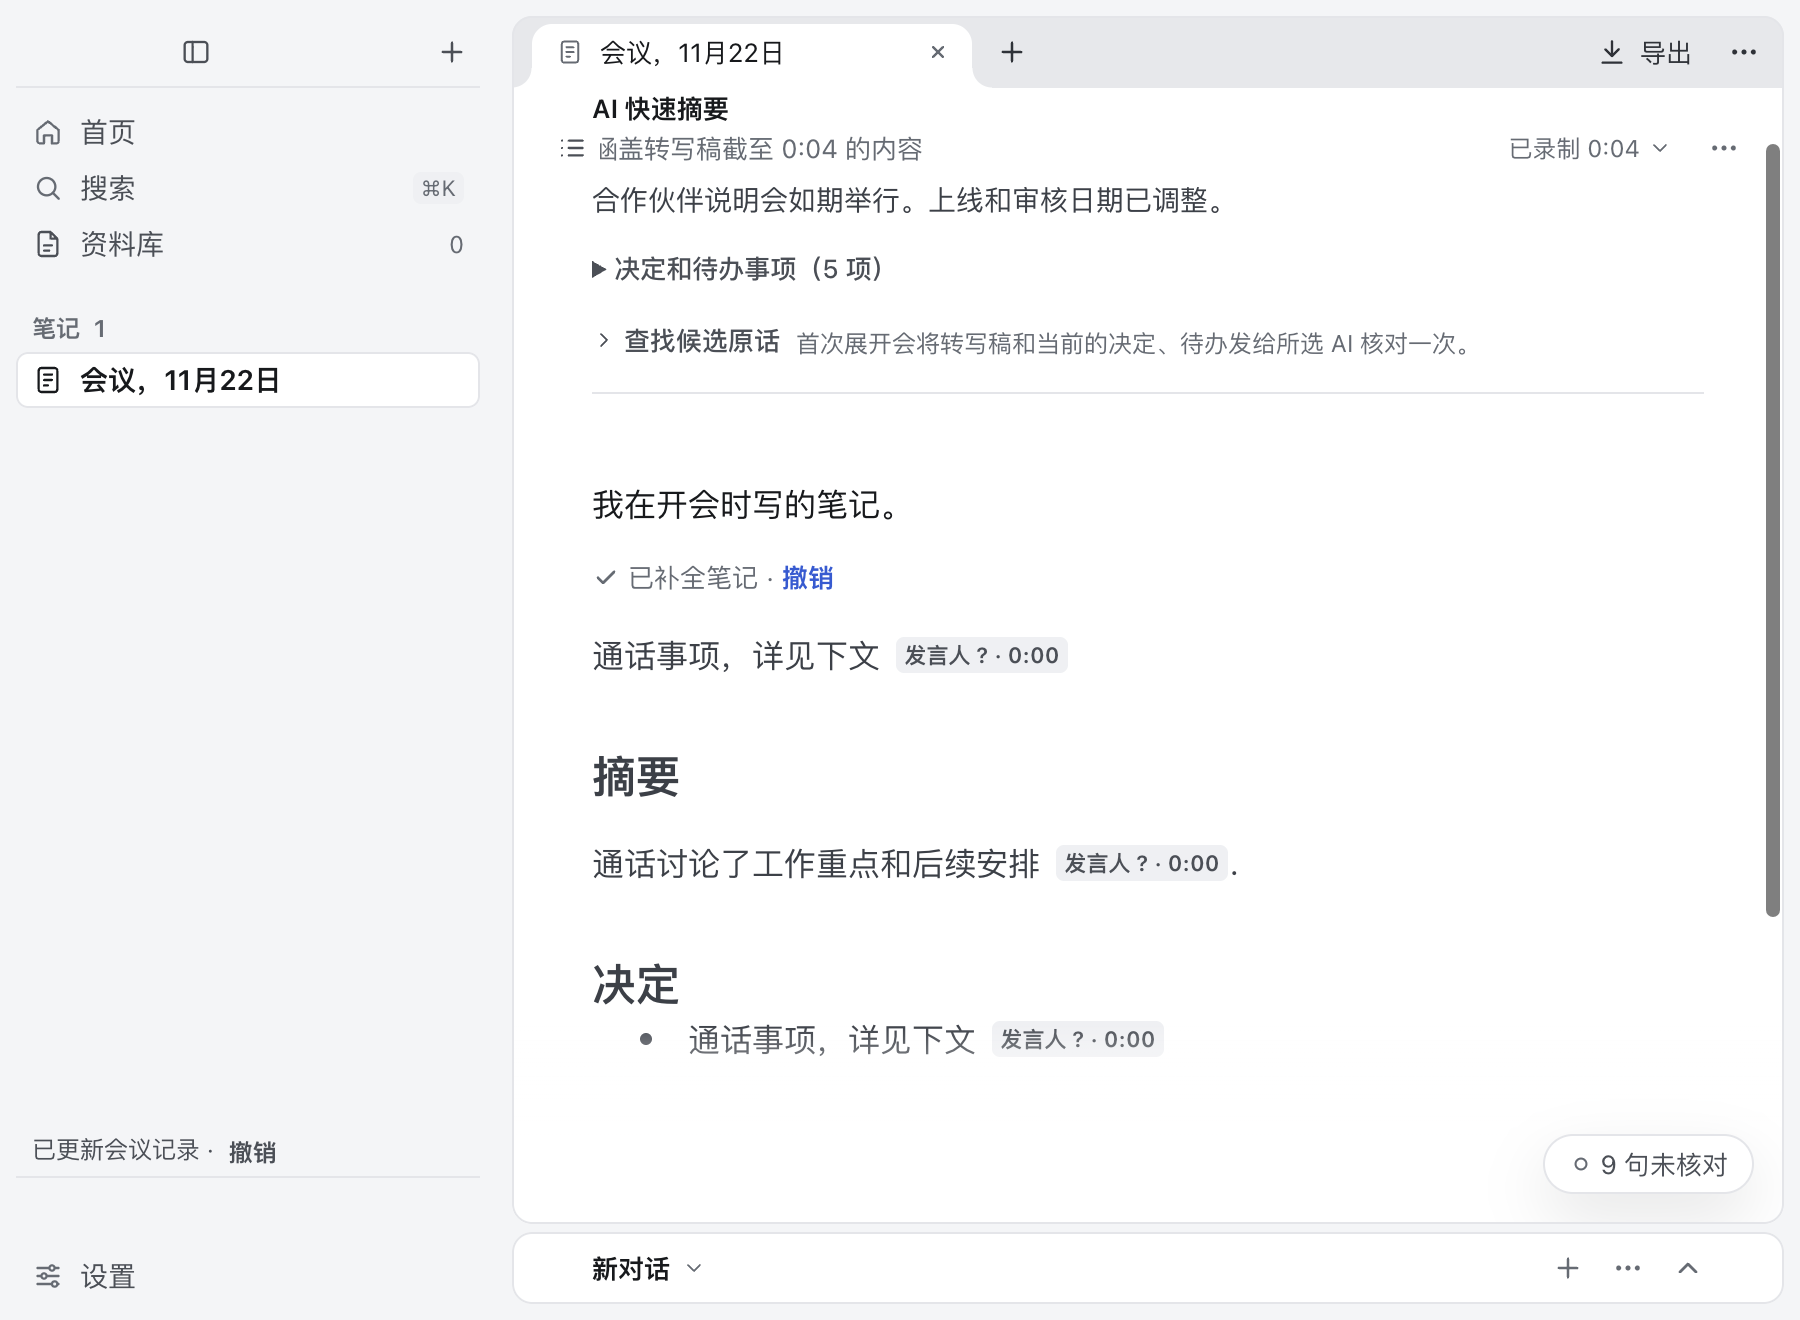 首页
搜索 ⌘K
资料库 0
笔记 1
会议，11月22日
已更新会议记录 · 撤销
设置
会议，11月22日
导出
AI 快速摘要
函盖转写稿截至 0:04 的内容
已录制 0:04
合作伙伴说明会如期举行。上线和审核日期已调整。
决定和待办事项（5 项）
查找候选原话 首次展开会将转写稿和当前的决定、待办发给所选 AI 核对一次。
我在开会时写的笔记。
已补全笔记 · 撤销
通话事项，详见下文 发言人 ? · 0:00
摘要
通话讨论了工作重点和后续安排 发言人 ? · 0:00.
决定
通话事项，详见下文 发言人 ? · 0:00
9 句未核对
新对话